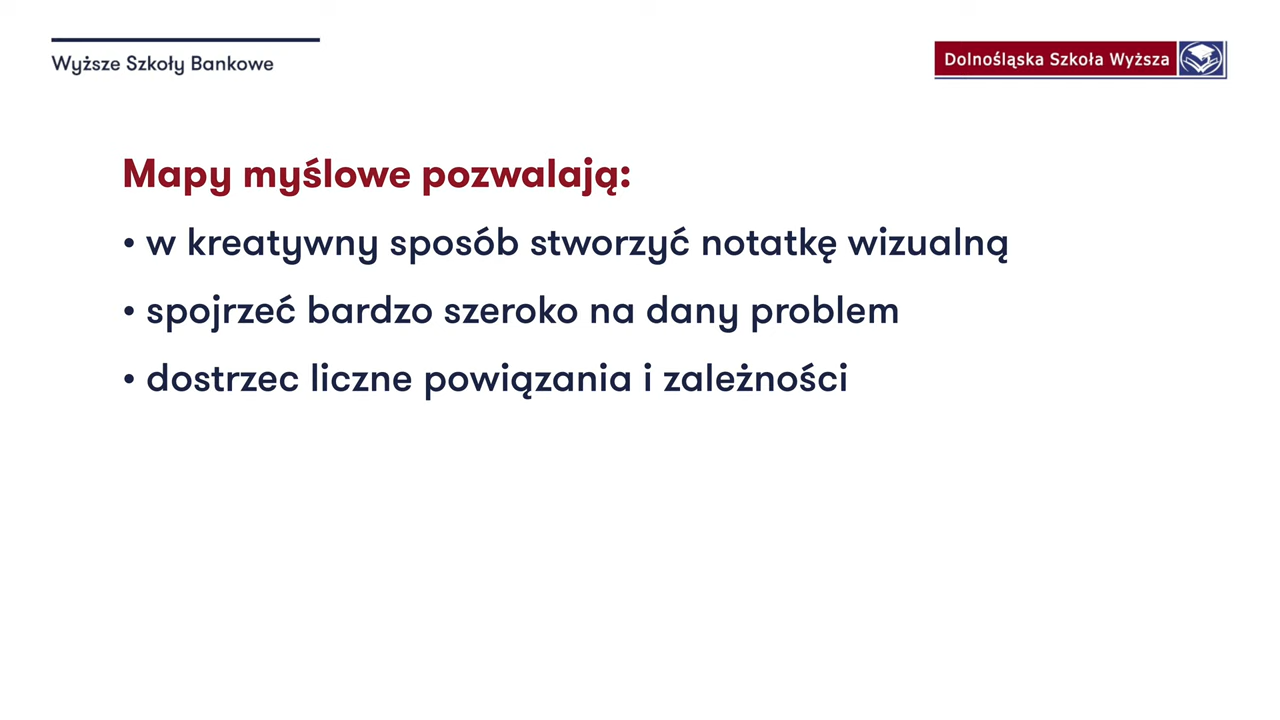 Wyższe Szkoły Bankowe
Dolnośląska Szkoła Wyższa
Mapy myślowe pozwalają:
• w kreatywny sposób stworzyć notatkę wizualną
• spojrzeć bardzo szeroko na dany problem
• dostrzec liczne powiązania i zależności